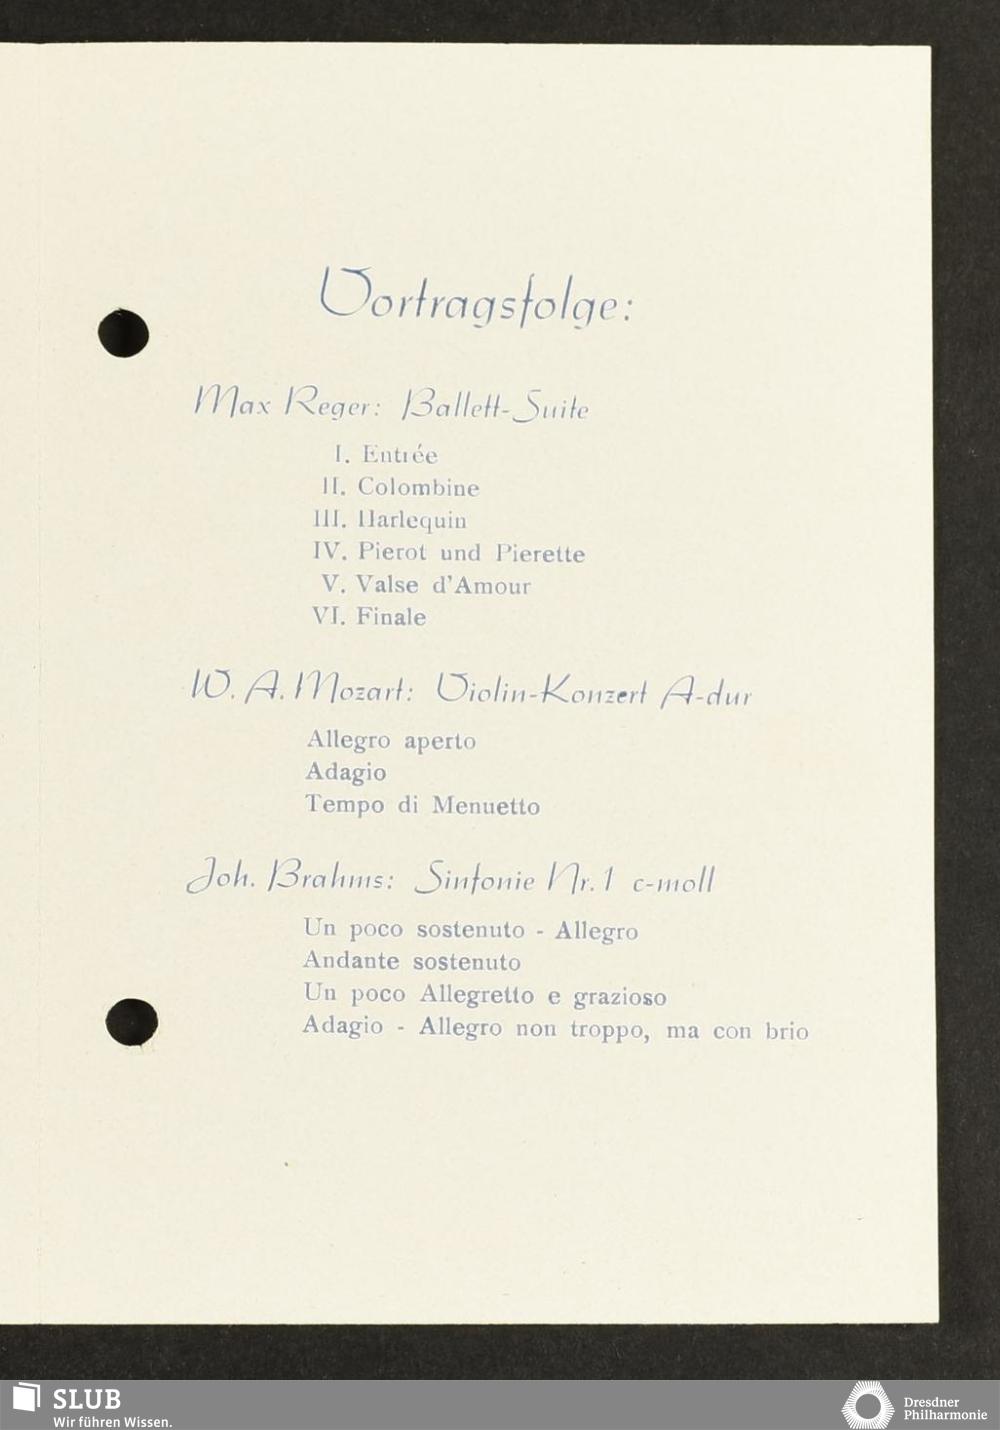 Vortragsfolge:
Max Reger: Ballett-Suite
I. Entrée
II. Colombine
III. Harlequin
IV. Pierot und Pierette
V. Valse d'Amour
VI. Finale
W. A. Mozart: Violin-Konzert A-dur
Allegro aperto
Adagio
Tempo di Menuetto
Joh. Brahms: Sinfonie Nr. 1 c-moll
Un poco sostenuto - Allegro
Andante sostenuto
Un poco Allegretto e grazioso
Adagio - Allegro non troppo, ma con brio
SLUB
Wir führen Wissen.
Dresdner
Philharmonie